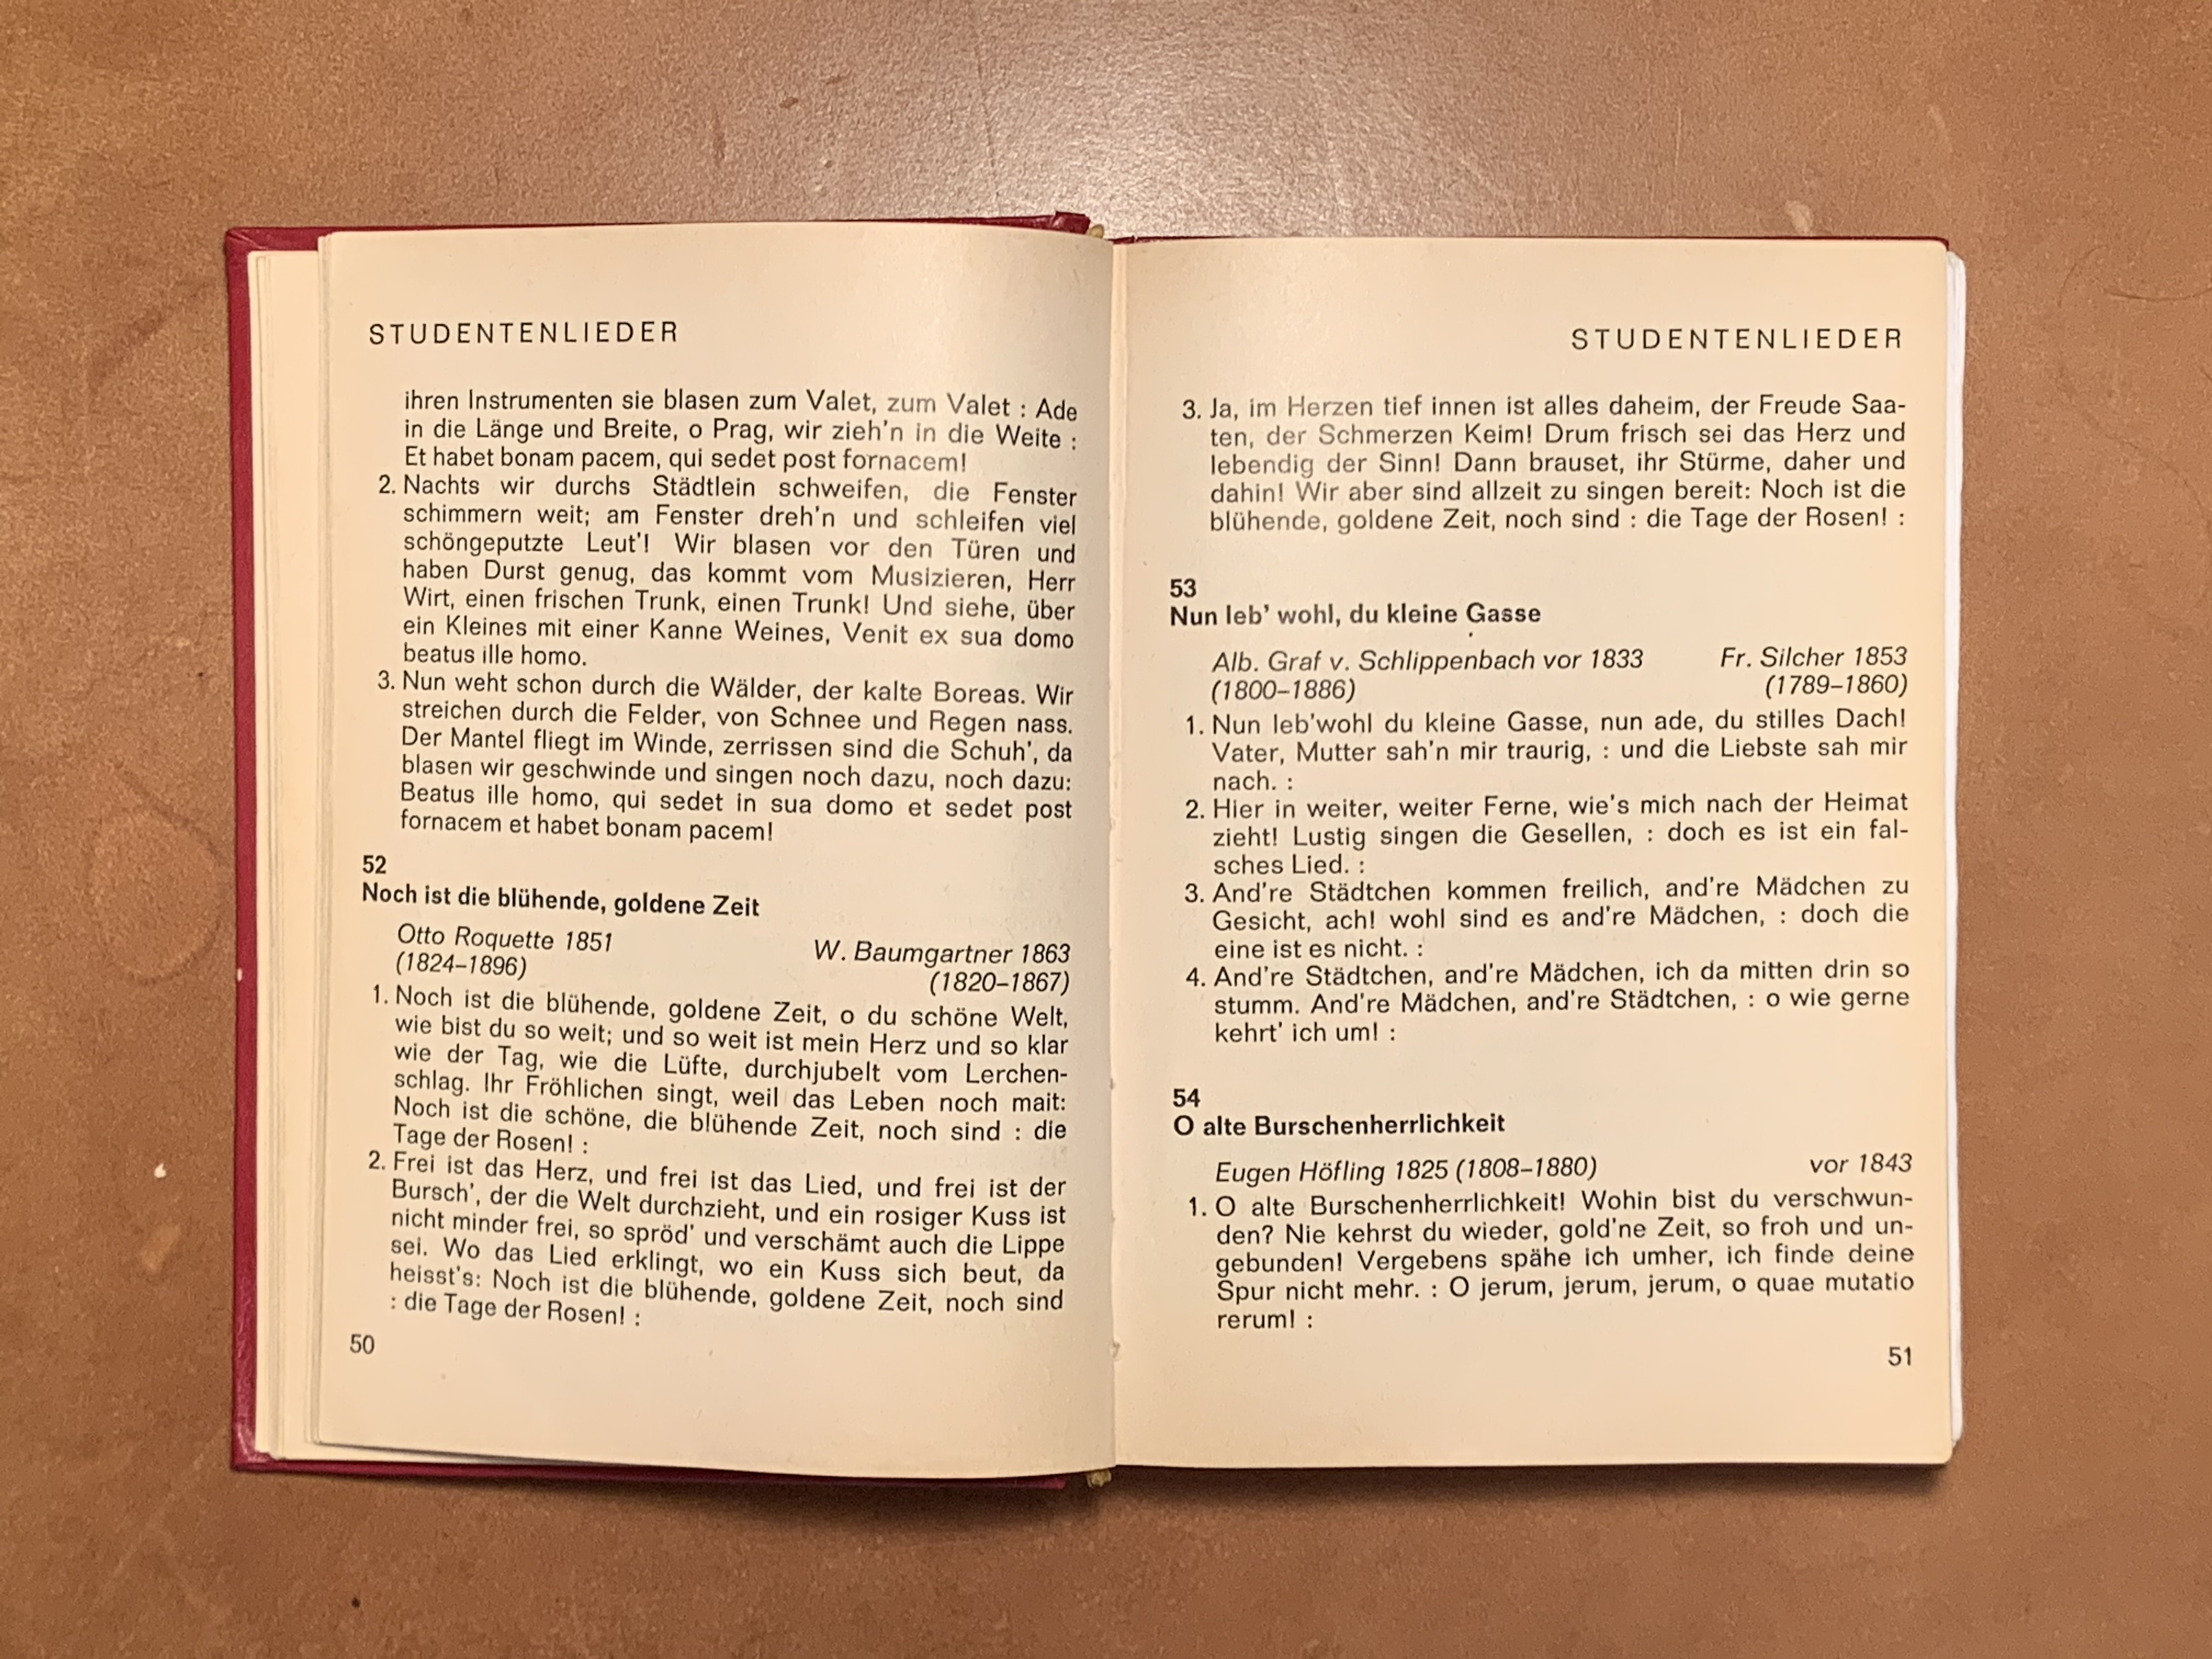 STUDENTENLIEDER
ihren Instrumenten sie blasen zum Valet, zum Valet : Ade
in die Länge und Breite, o Prag, wir zieh'n in die Weite :
Et habet bonam pacem, qui sedet post fornacem!
2. Nachts wir durchs Städtlein schweifen, die Fenster
schimmern weit; am Fenster dreh'n und schleifen viel
schöngeputzte Leut'! Wir blasen vor den Türen und
haben Durst genug, das kommt vom Musizieren, Herr
Wirt, einen frischen Trunk, einen Trunk! Und siehe, über
ein Kleines mit einer Kanne Weines, Venit ex sua domo
beatus ille homo.
3. Nun weht schon durch die Wälder, der kalte Boreas. Wir
streichen durch die Felder, von Schnee und Regen nass.
Der Mantel fliegt im Winde, zerrissen sind die Schuh', da
blasen wir geschwinde und singen noch dazu, noch dazu:
Beatus ille homo, qui sedet in sua domo et sedet post
fornacem et habet bonam pacem!
52
Noch ist die blühende, goldene Zeit
Otto Roquette 1851 W. Baumgartner 1863
(1824–1896) (1820–1867)
1. Noch ist die blühende, goldene Zeit, o du schöne Welt,
wie bist du so weit; und so weit ist mein Herz und so klar
wie der Tag, wie die Lüfte, durchjubelt vom Lerchen-
schlag. Ihr Fröhlichen singt, weil das Leben noch mait:
Noch ist die schöne, die blühende Zeit, noch sind : die
Tage der Rosen! :
2. Frei ist das Herz, und frei ist das Lied, und frei ist der
Bursch', der die Welt durchzieht, und ein rosiger Kuss ist
nicht minder frei, so spröd' und verschämt auch die Lippe
sei. Wo das Lied erklingt, wo ein Kuss sich beut, da
heisst's: Noch ist die blühende, goldene Zeit, noch sind
: die Tage der Rosen! :
50
STUDENTENLIEDER
3. Ja, im Herzen tief innen ist alles daheim, der Freude Saa-
ten, der Schmerzen Keim! Drum frisch sei das Herz und
lebendig der Sinn! Dann brauset, ihr Stürme, daher und
dahin! Wir aber sind allzeit zu singen bereit: Noch ist die
blühende, goldene Zeit, noch sind : die Tage der Rosen! :
53
Nun leb' wohl, du kleine Gasse
Alb. Graf v. Schlippenbach vor 1833 Fr. Silcher 1853
(1800–1886) (1789–1860)
1. Nun leb'wohl du kleine Gasse, nun ade, du stilles Dach!
Vater, Mutter sah'n mir traurig, : und die Liebste sah mir
nach. :
2. Hier in weiter, weiter Ferne, wie's mich nach der Heimat
zieht! Lustig singen die Gesellen, : doch es ist ein fal-
sches Lied. :
3. And're Städtchen kommen freilich, and're Mädchen zu
Gesicht, ach! wohl sind es and're Mädchen, : doch die
eine ist es nicht. :
4. And're Städtchen, and're Mädchen, ich da mitten drin so
stumm. And're Mädchen, and're Städtchen, : o wie gerne
kehrt' ich um! :
54
O alte Burschenherrlichkeit
Eugen Höfling 1825 (1808–1880) vor 1843
1. O alte Burschenherrlichkeit! Wohin bist du verschwun-
den? Nie kehrst du wieder, gold'ne Zeit, so froh und un-
gebunden! Vergebens spähe ich umher, ich finde deine
Spur nicht mehr. : O jerum, jerum, jerum, o quae mutatio
rerum! :
51